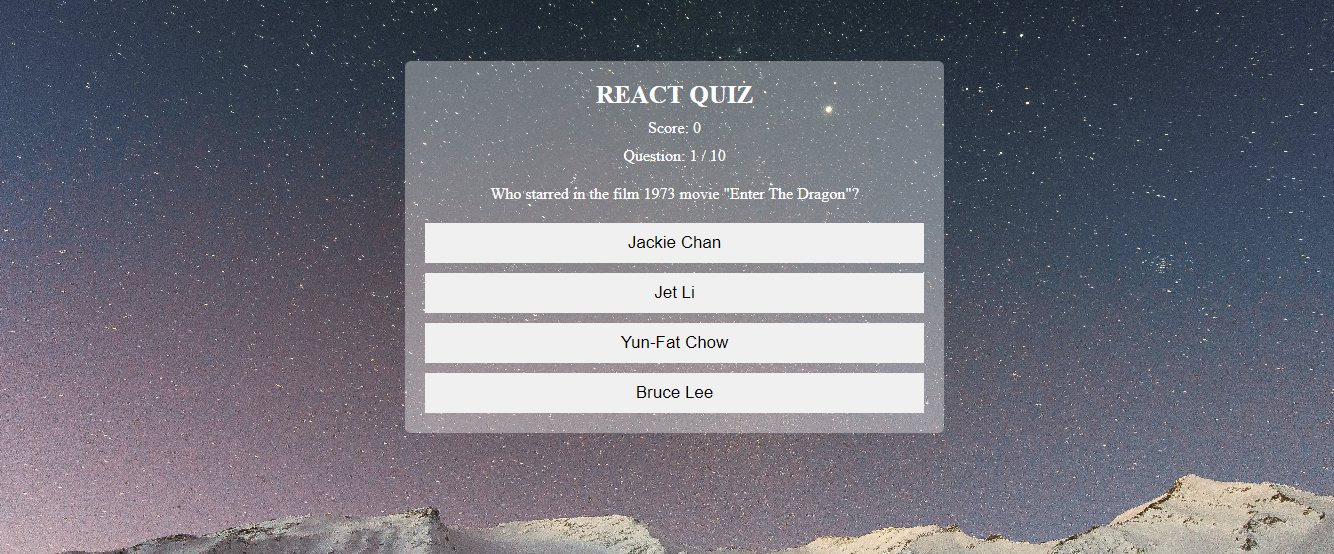 REACT QUIZ
Score: 0
Question: 1 / 10
Who starred in the film 1973 movie "Enter The Dragon"?
Jackie Chan
Jet Li
Yun-Fat Chow
Bruce Lee